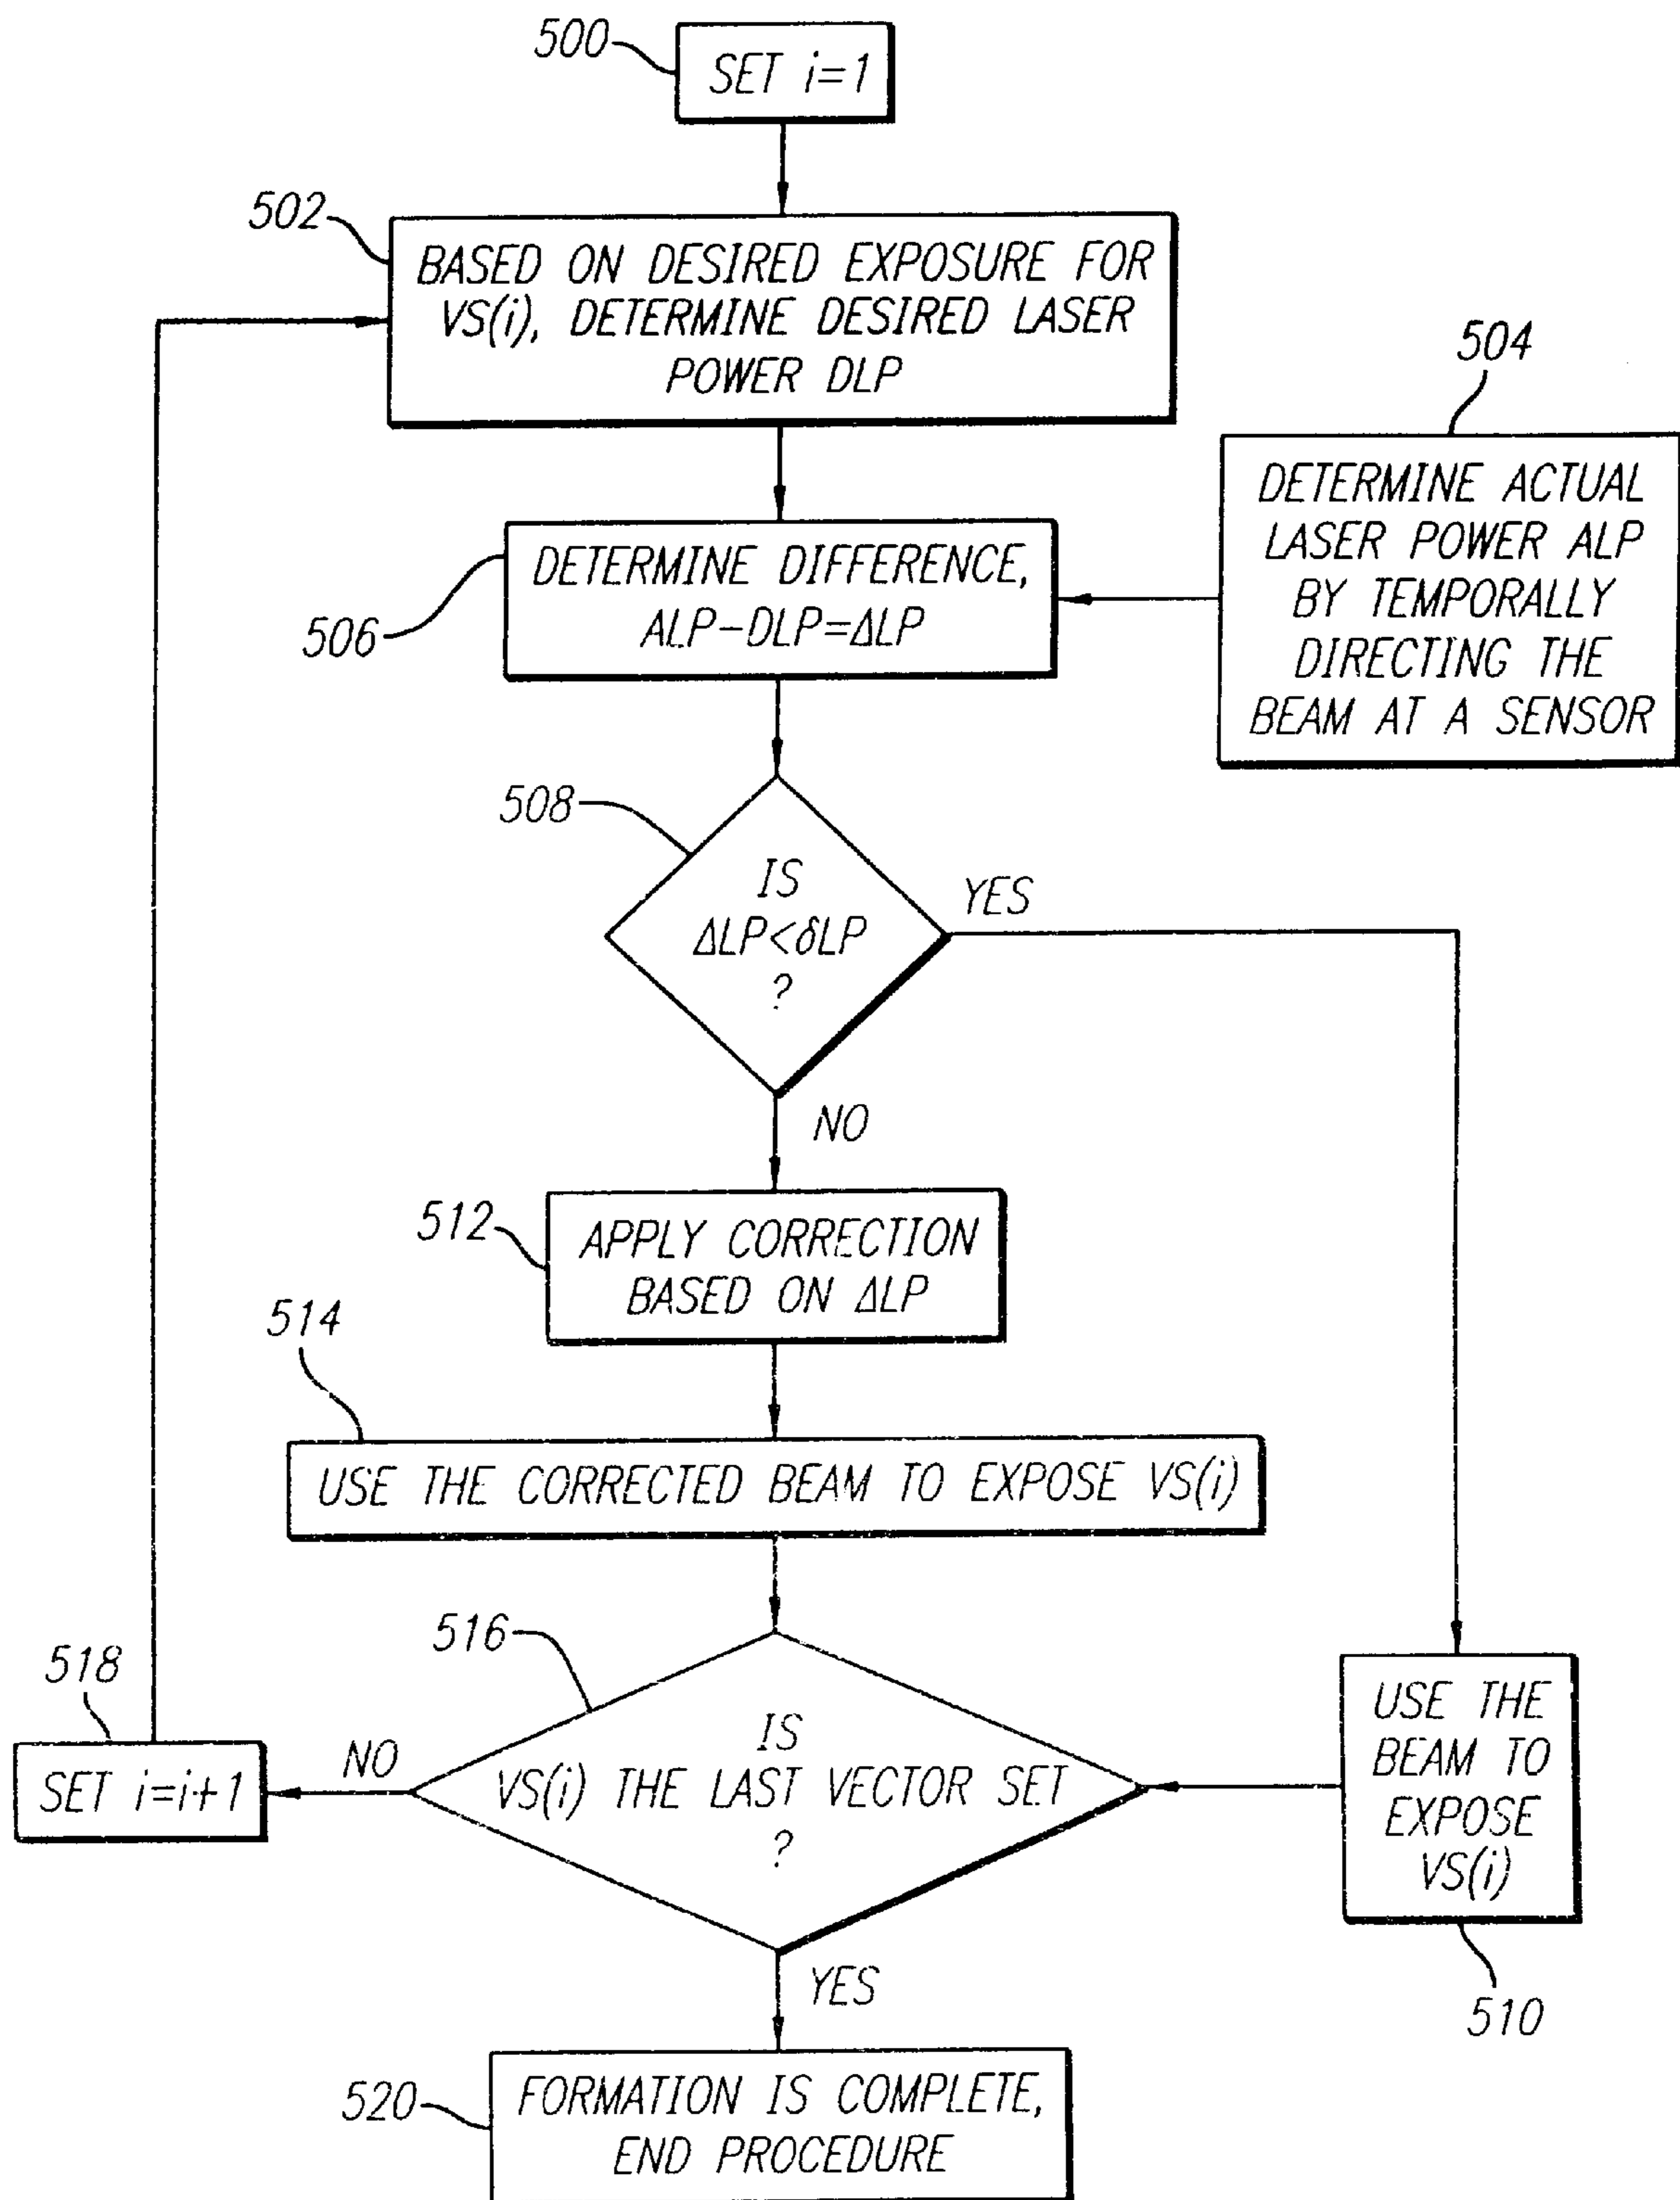 500
SET i=1
502
BASED ON DESIRED EXPOSURE FOR
VS(i), DETERMINE DESIRED LASER
POWER DLP
504
DETERMINE ACTUAL
LASER POWER ALP
BY TEMPORALLY
DIRECTING THE
BEAM AT A SENSOR
506
DETERMINE DIFFERENCE,
ALP-DLP=ΔLP
508
IS
ΔLP<δLP
?
YES
NO
512
APPLY CORRECTION
BASED ON ΔLP
514
USE THE CORRECTED BEAM TO EXPOSE VS(i)
516
IS
VS(i) THE LAST VECTOR SET
?
NO
518
SET i=i+1
USE THE
BEAM TO
EXPOSE
VS(i)
510
YES
520
FORMATION IS COMPLETE,
END PROCEDURE